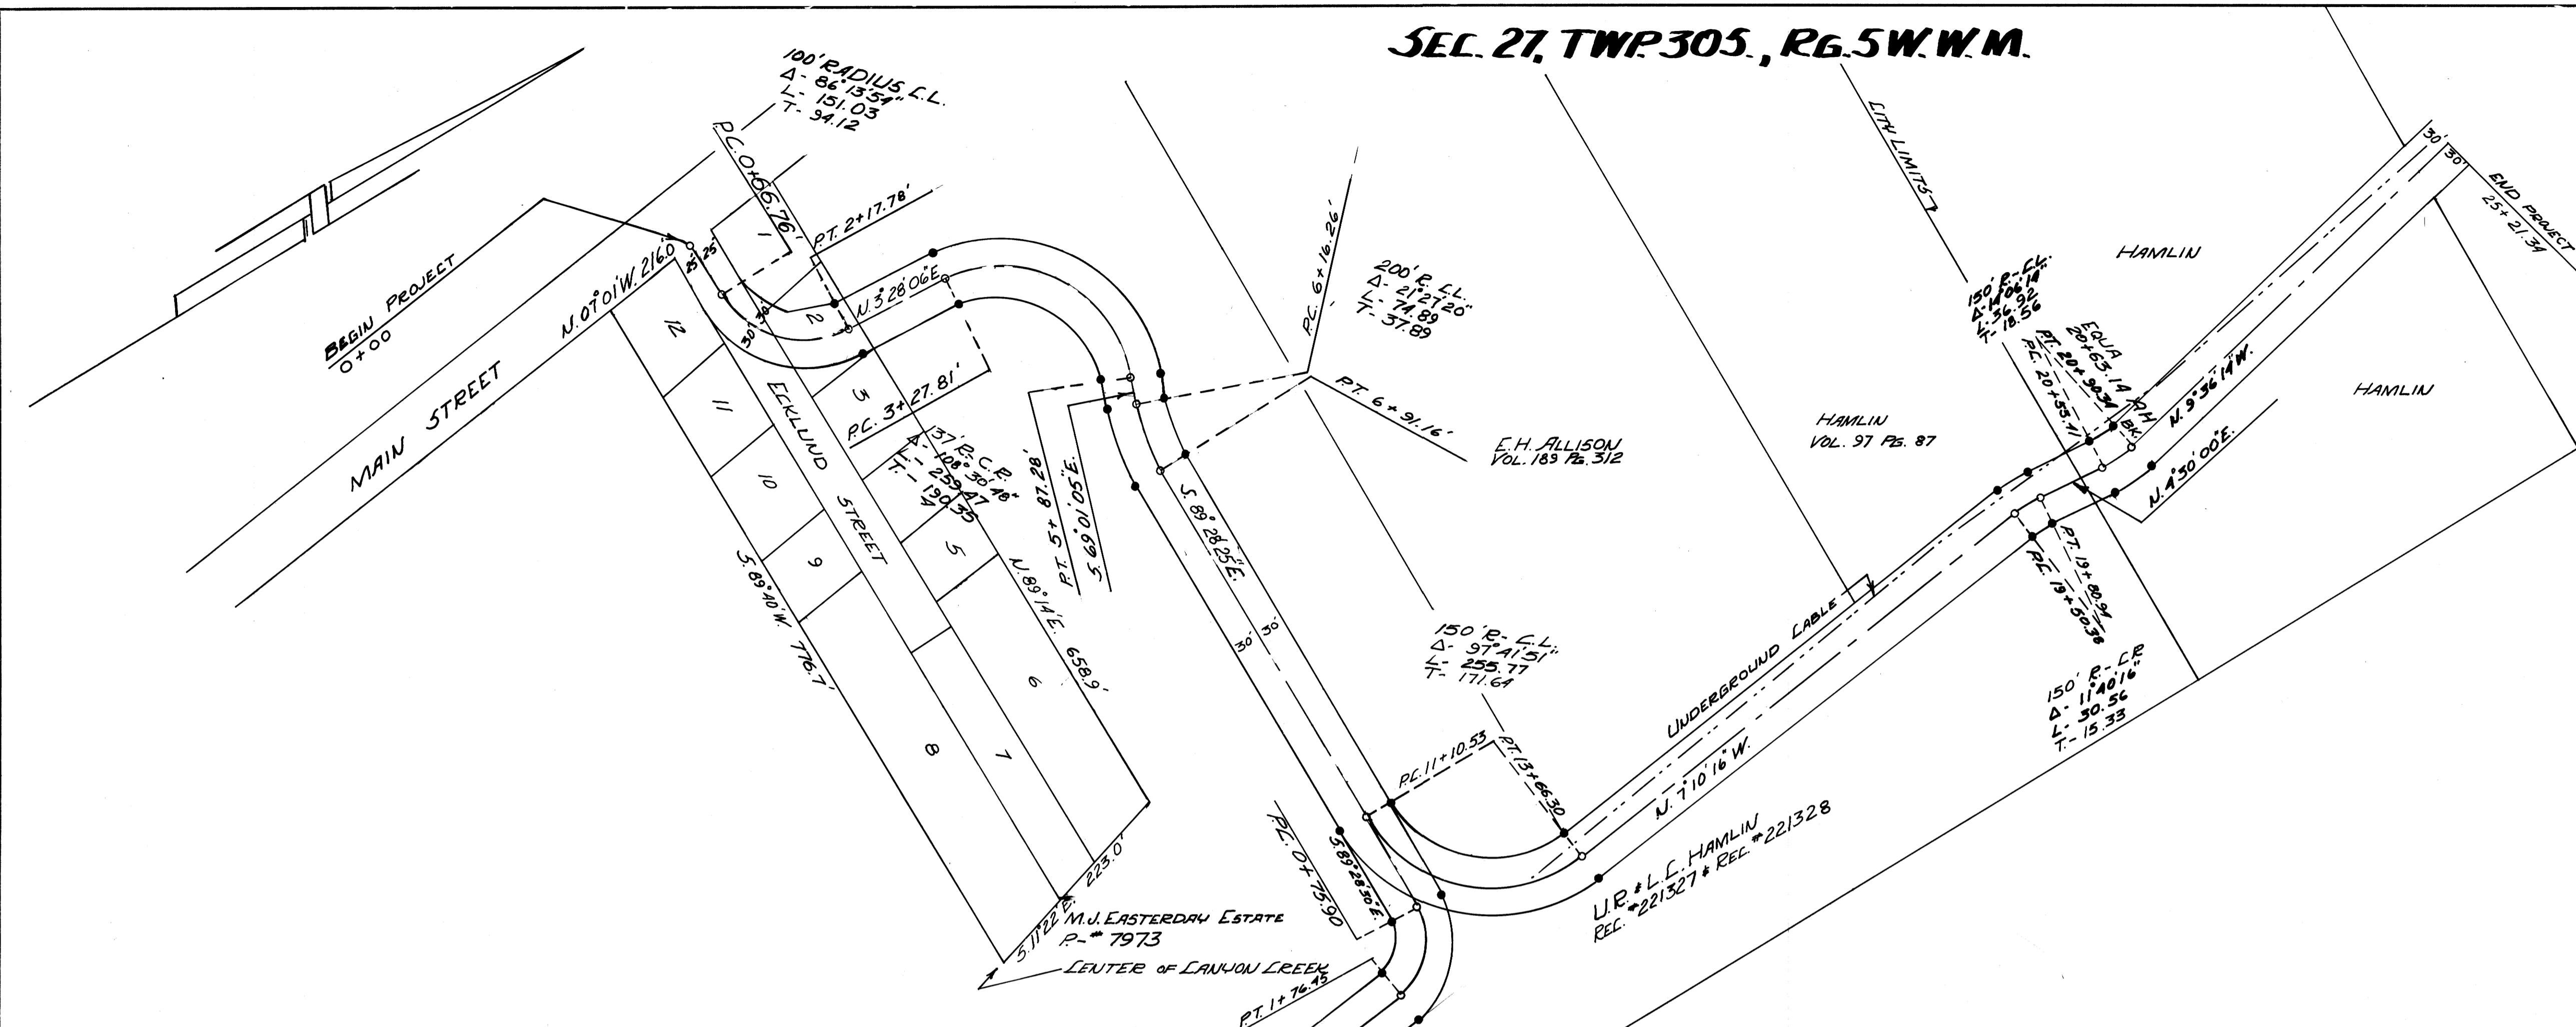 SEC. 27, TWP. 30S., RG. 5W. W.M.
100' RADIUS C.L.
Δ- 86°13'54"
L- 151.03
T- 94.12
P.C. 0+66.76'
P.T. 2+17.78'
BEGIN PROJECT
0+00
MAIN STREET
N. 07°01'W. 216.0'
25' 25'
1
2
30' 30'
N. 3°28'06"E.
12
11
10
9
8
7
6
5
3
ECKLUND STREET
P.C. 3+27.81'
137' R- C.R.
Δ- 108°30'48"
L- 259.47
T- 190.35
S. 89°40'W. 776.7'
N. 89°14'E. 658.9'
223.0'
S. 11°22'E.
M.J. EASTERDAY ESTATE
P-# 7973
CENTER OF CANYON CREEK
P.T. 5+87.28'
S. 69°01'05"E.
P.C. 6+16.26'
200' R. C.L.
Δ- 21°27'20"
L- 74.89
T- 37.89
P.T. 6+91.16'
E.H. ALLISON
VOL. 189 PG. 312
S. 89°28'25"E.
30' 30'
150' R- C.L.
Δ- 97°41'51"
L- 255.77
T- 171.64
P.C. 11+10.53
P.T. 13+66.30
P.C. 0+75.90
S. 89°28'30"E.
P.T. 1+76.45
UNDERGROUND CABLE
N. 7°10'16"W.
U.R. & L.C. HAMLIN
REC. #221327 & REC. #221328
HAMLIN
VOL. 97 PG. 87
CITY LIMITS
HAMLIN
150' R- C.L.
Δ- 14°06'14"
L- 36.92
T- 18.56
EQUA
20+63.14 AH
P.T. 20+90.34 BK.
P.C. 20+53.41
N. 9°36'14"W.
N. 4°30'00"E.
HAMLIN
30' 30'
END PROJECT
25+21.34
P.T. 19+80.94
P.C. 19+50.38
150' R- C.R
Δ- 11°40'16"
L- 30.56
T- 15.33